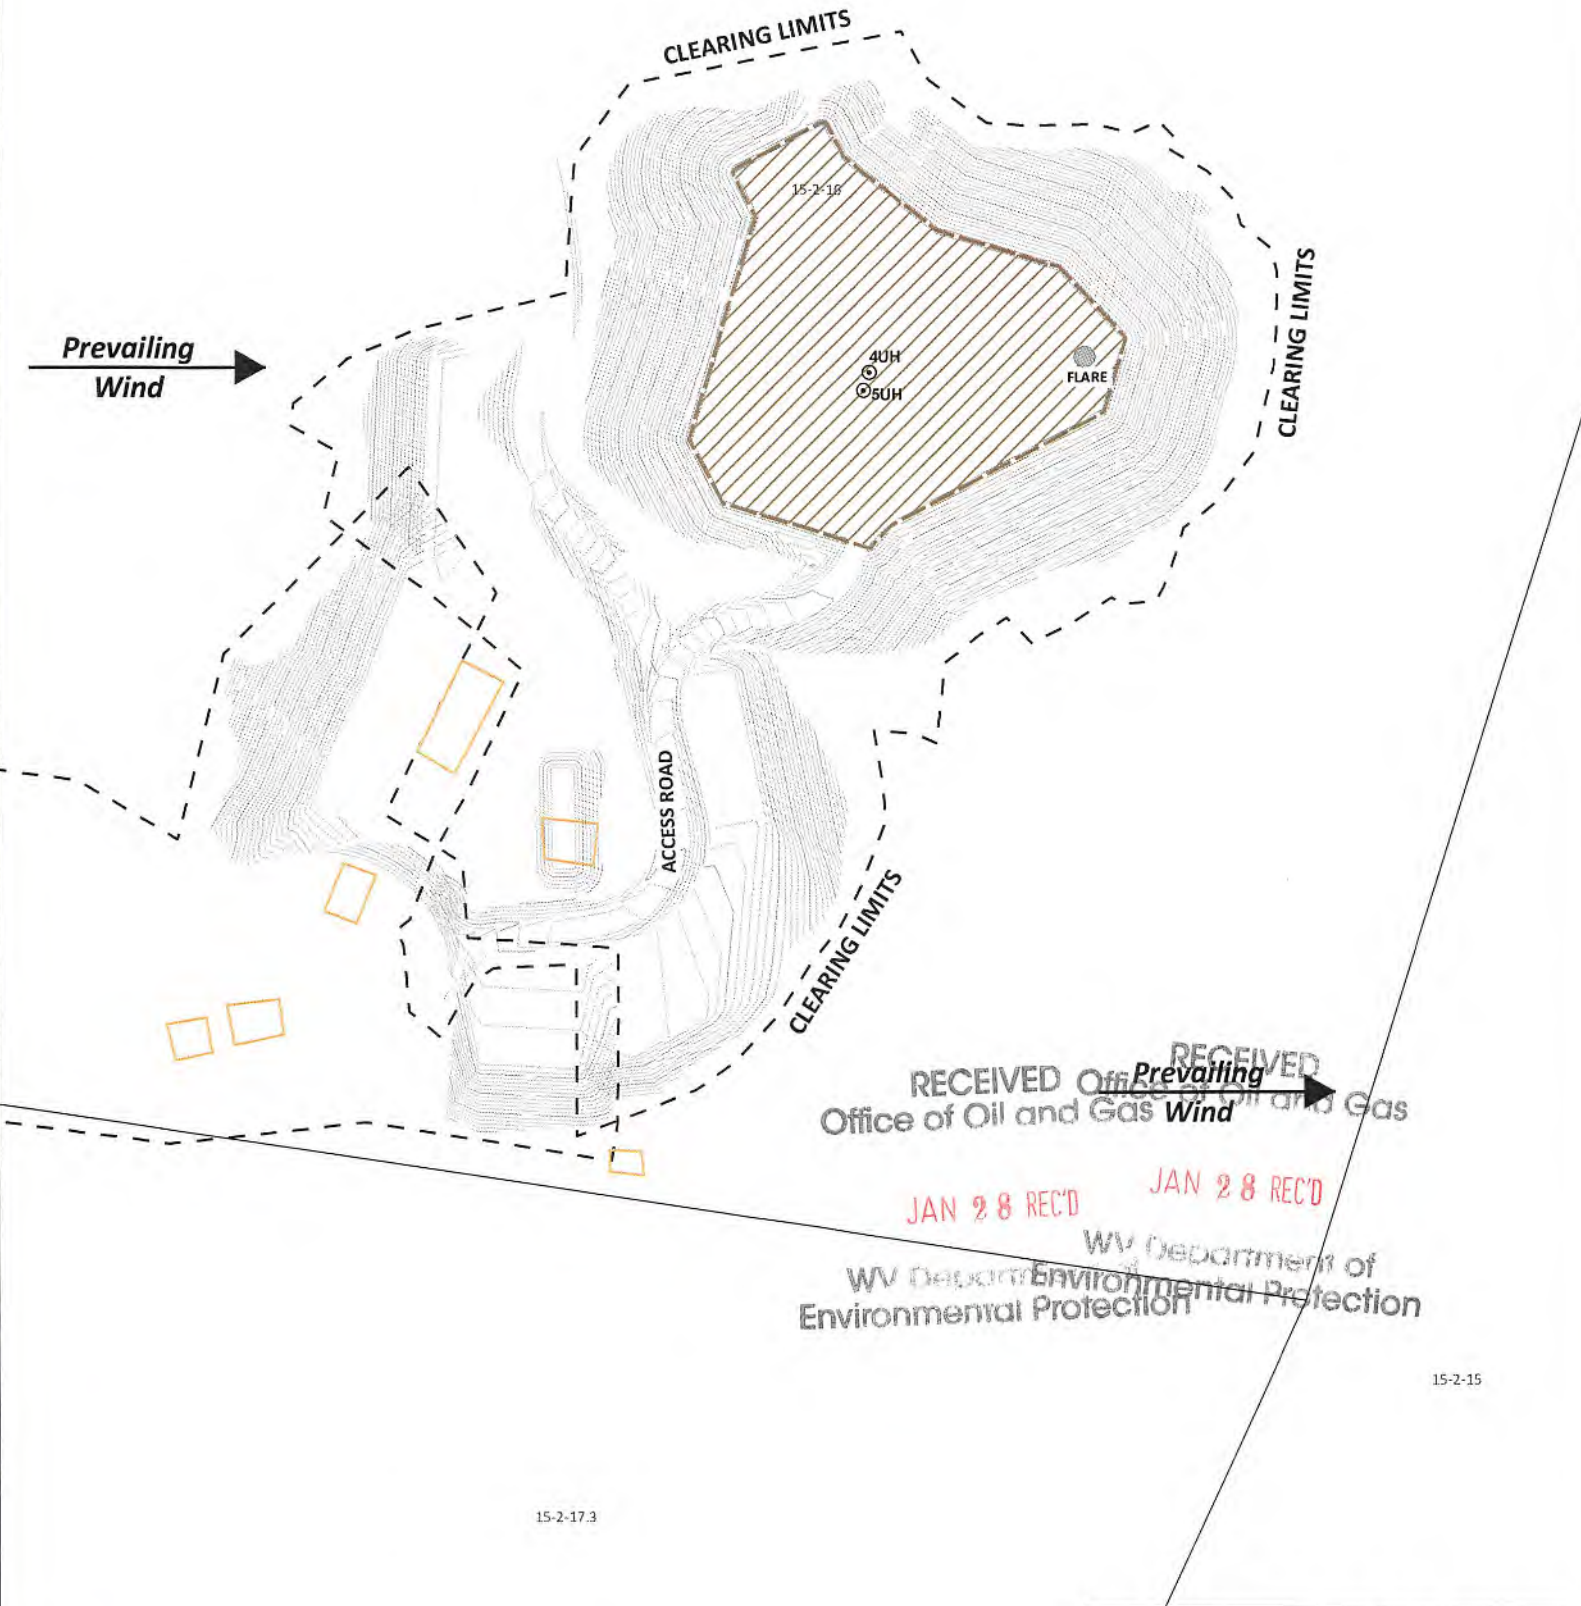 CLEARING LIMITS
15-2-18
CLEARING LIMITS
Prevailing
Wind
4UH
5UH
FLARE
ACCESS ROAD
CLEARING LIMITS
RECEIVED
Office of Oil and Gas
RECEIVED
Office of Oil and Gas
Prevailing
Wind
JAN 28 REC'D
JAN 28 REC'D
WV Department of
Environmental Protection
WV Department of
Environmental Protection
15-2-15
15-2-17.3